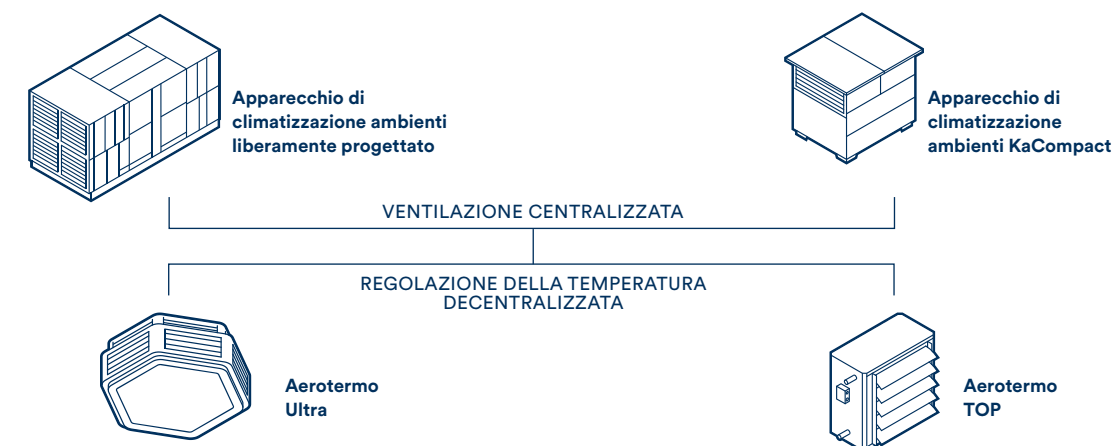 Apparecchio di
climatizzazione ambienti
liberamente progettato
Apparecchio di
climatizzazione
ambienti KaCompact
VENTILAZIONE CENTRALIZZATA
REGOLAZIONE DELLA TEMPERATURA
DECENTRALIZZATA
Aerotermo
Ultra
Aerotermo
TOP